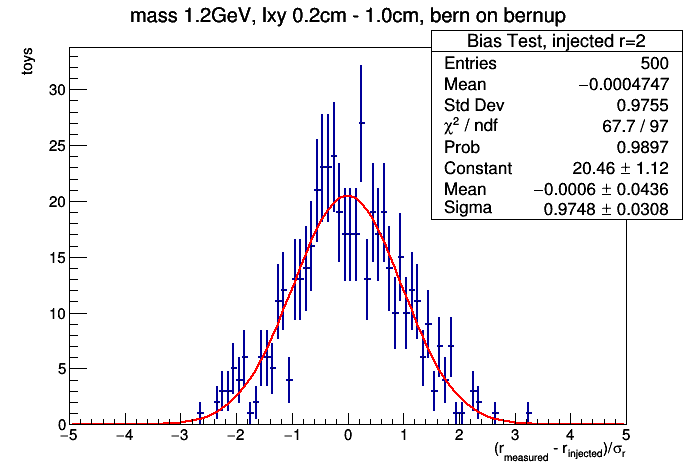 mass 1.2GeV, lxy 0.2cm - 1.0cm, bern on bernup
Bias Test, injected r=2
Entries 500
Mean −0.0004747
Std Dev 0.9755
χ² / ndf 67.7 / 97
Prob 0.9897
Constant 20.46 ± 1.12
Mean −0.0006 ± 0.0436
Sigma 0.9748 ± 0.0308
toys
30
25
20
15
10
5
0
−5 −4 −3 −2 −1 0 1 2 3 4 5
(r_measured - r_injected)/σ_r